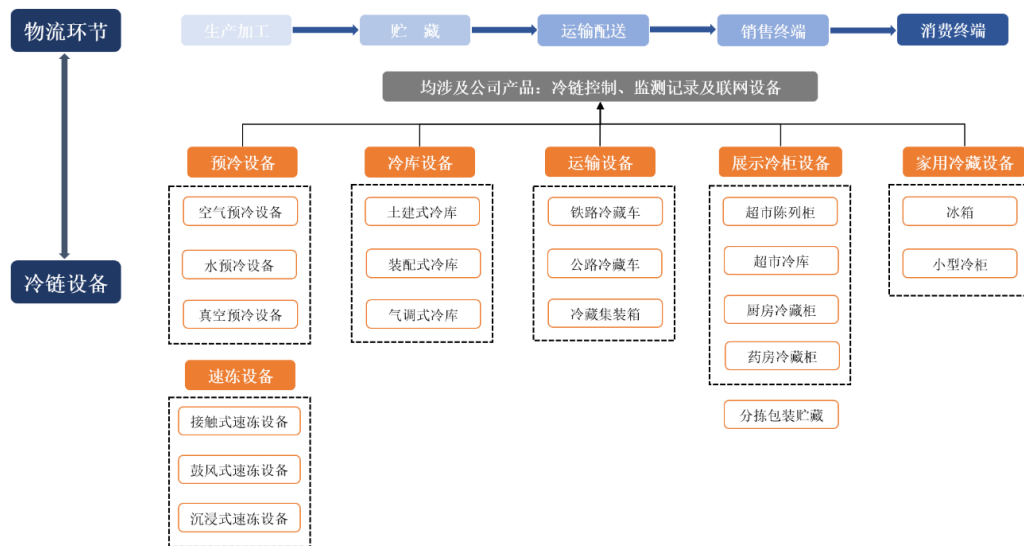 物流环节
生产加工
贮 藏
运输配送
销售终端
消费终端
均涉及公司产品：冷链控制、监测记录及联网设备
预冷设备
冷库设备
运输设备
展示冷柜设备
家用冷藏设备
空气预冷设备
土建式冷库
铁路冷藏车
超市陈列柜
冰箱
水预冷设备
装配式冷库
公路冷藏车
超市冷库
小型冷柜
冷链设备
真空预冷设备
气调式冷库
冷藏集装箱
厨房冷藏柜
药房冷藏柜
速冻设备
分拣包装贮藏
接触式速冻设备
鼓风式速冻设备
沉浸式速冻设备